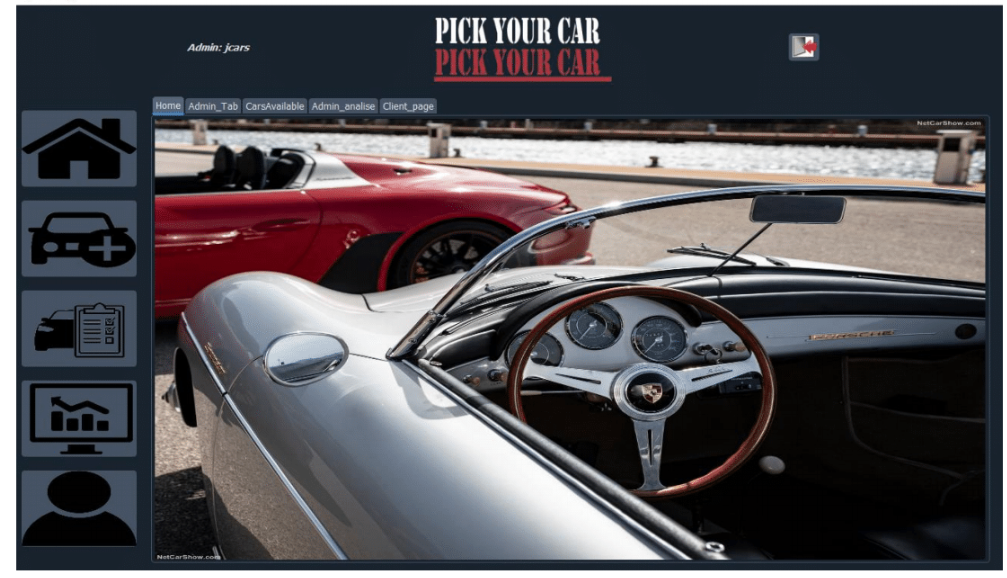 Admin: jcars
PICK YOUR CAR
PICK YOUR CAR
Home Admin_Tab CarsAvailable Admin_analise Client_page
NetCarShow.com
PORSCHE
NetCarShow.com